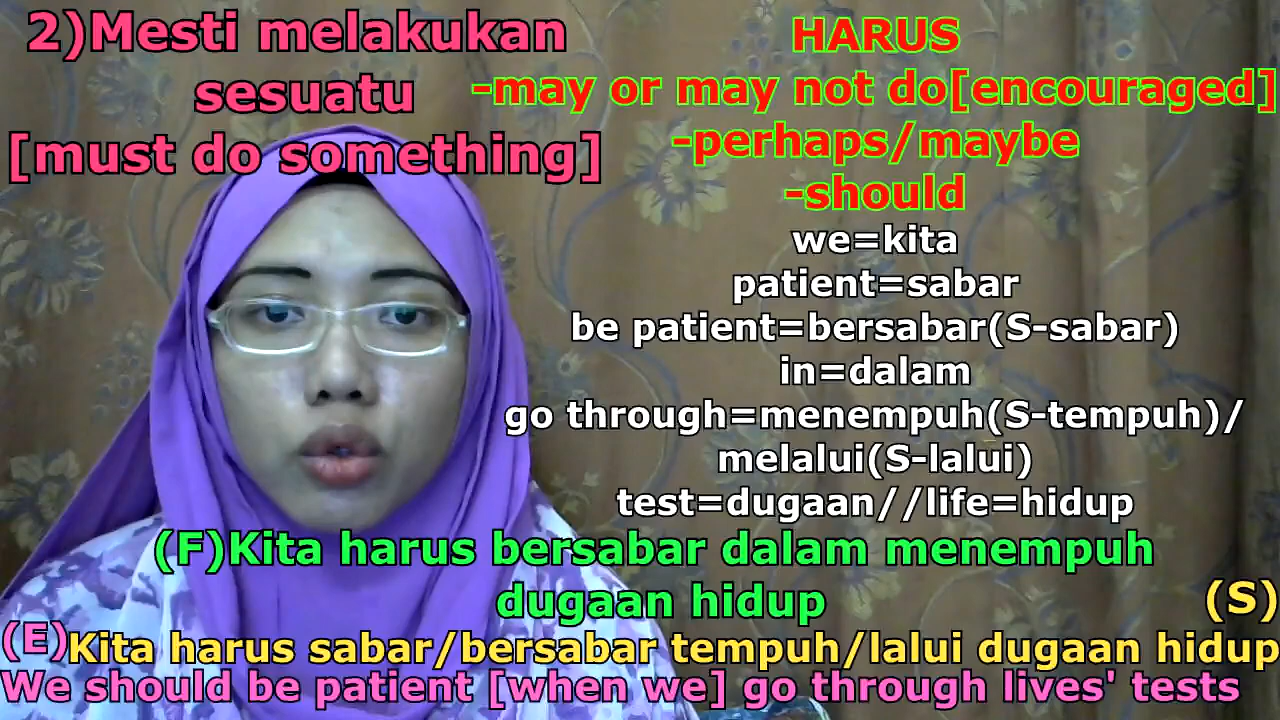 2)Mesti melakukan
sesuatu
[must do something]
HARUS
-may or may not do[encouraged]
-perhaps/maybe
-should
we=kita
patient=sabar
be patient=bersabar(S-sabar)
in=dalam
go through=menempuh(S-tempuh)/
melalui(S-lalui)
test=dugaan//life=hidup
(F)Kita harus bersabar dalam menempuh
dugaan hidup
(S)
Kita harus sabar/bersabar tempuh/lalui dugaan hidup
(E)
We should be patient [when we] go through lives' tests